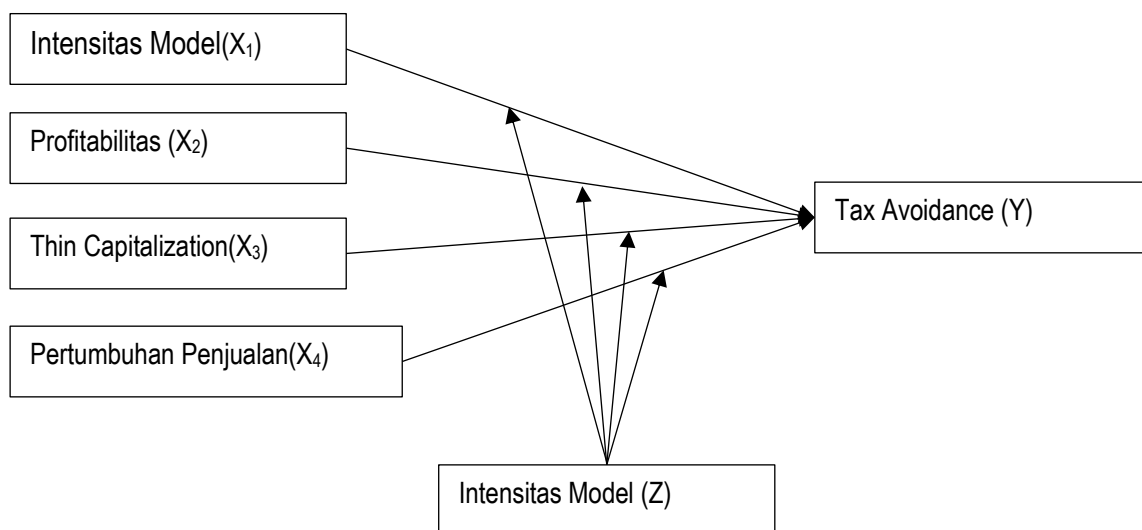 Intensitas Model(X₁)
Profitabilitas (X₂)
Thin Capitalization(X₃)
Pertumbuhan Penjualan(X₄)
Tax Avoidance (Y)
Intensitas Model (Z)